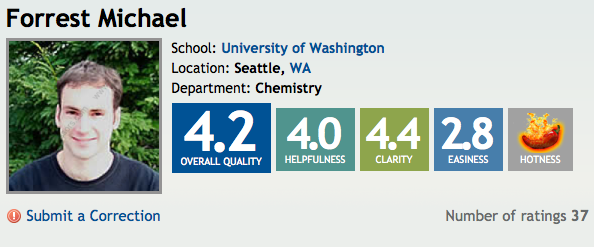 Forrest Michael
School: University of Washington
Location: Seattle, WA
Department: Chemistry
4.2 4.0 4.4 2.8
OVERALL QUALITY HELPFULNESS CLARITY EASINESS HOTNESS
Submit a Correction Number of ratings 37